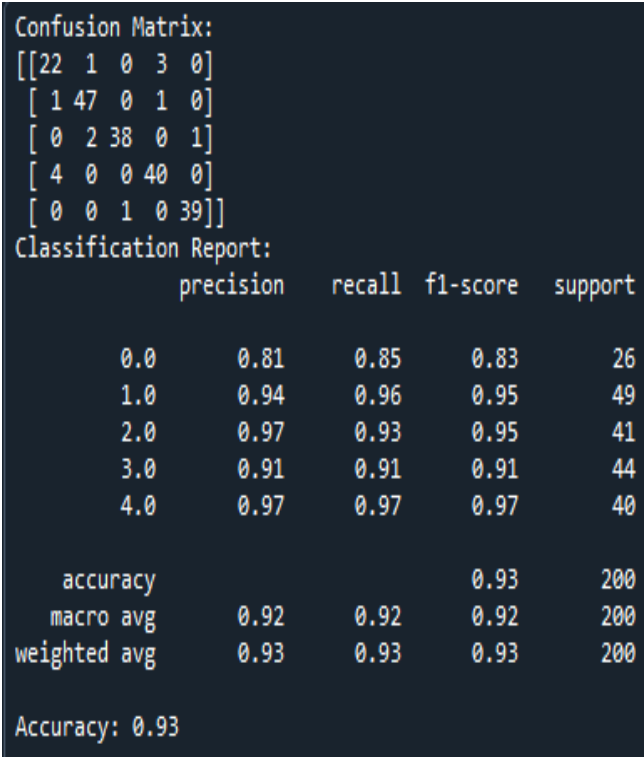 Confusion Matrix:
[[22  1  0  3  0]
 [ 1 47  0  1  0]
 [ 0  2 38  0  1]
 [ 4  0  0 40  0]
 [ 0  0  1  0 39]]
Classification Report:
              precision    recall  f1-score   support

         0.0       0.81      0.85      0.83        26
         1.0       0.94      0.96      0.95        49
         2.0       0.97      0.93      0.95        41
         3.0       0.91      0.91      0.91        44
         4.0       0.97      0.97      0.97        40

    accuracy                           0.93       200
   macro avg       0.92      0.92      0.92       200
weighted avg       0.93      0.93      0.93       200

Accuracy: 0.93